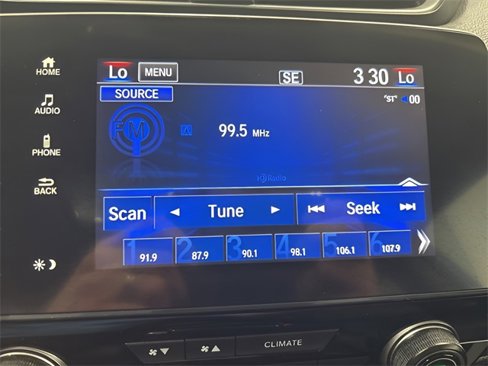 HOME
AUDIO
PHONE
BACK
Lo MENU SE 3 30 Lo
SOURCE
"ST" 00
FM
99.5 MHz
HD Radio
Scan Tune Seek
1 91.9 2 87.9 3 90.1 4 98.1 5 106.1 6 107.9
CLIMATE